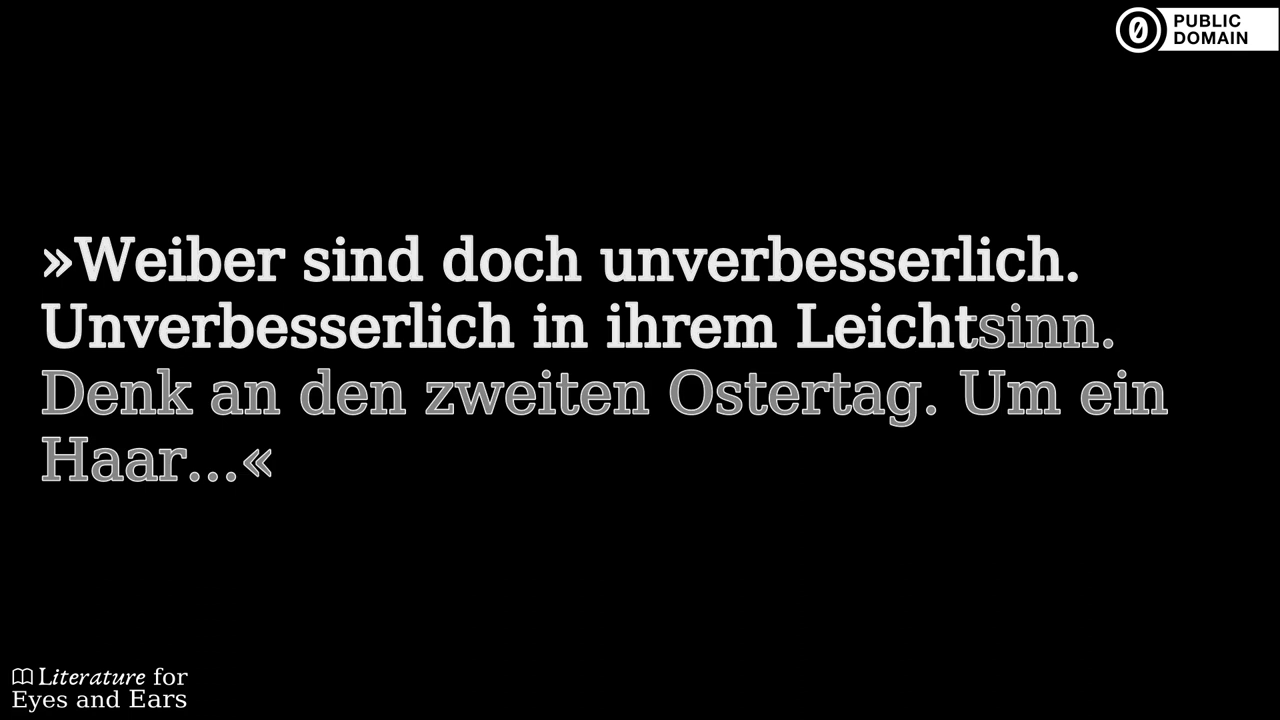 PUBLIC
DOMAIN
»Weiber sind doch unverbesserlich.
Unverbesserlich in ihrem Leichtsinn.
Denk an den zweiten Ostertag. Um ein
Haar...«
Literature for
Eyes and Ears